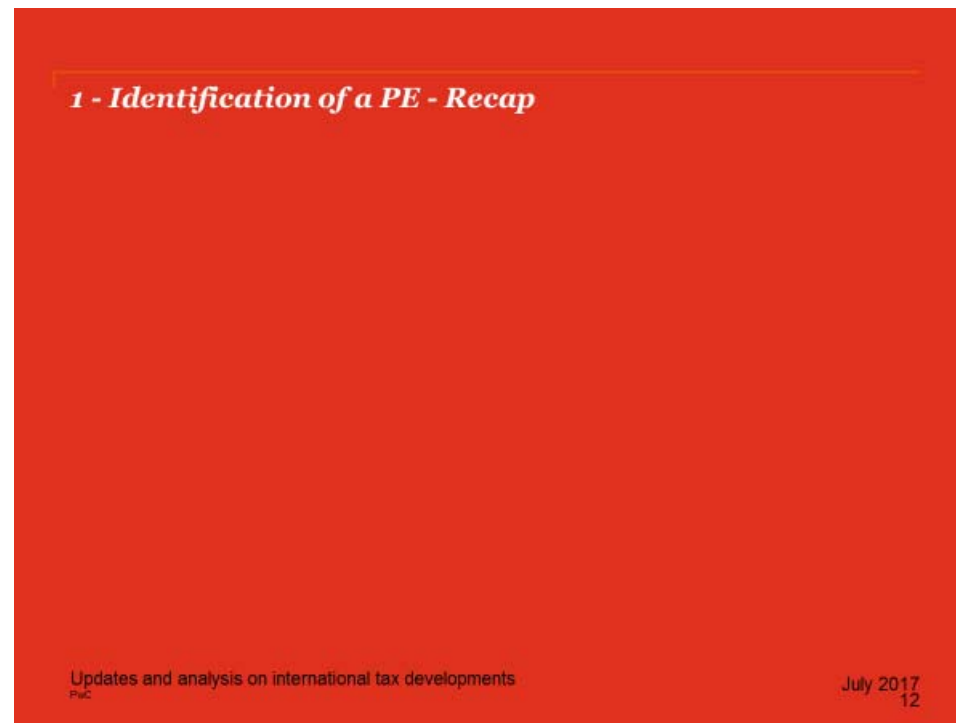 1 - Identification of a PE - Recap
Updates and analysis on international tax developments
PwC
July 2017
12